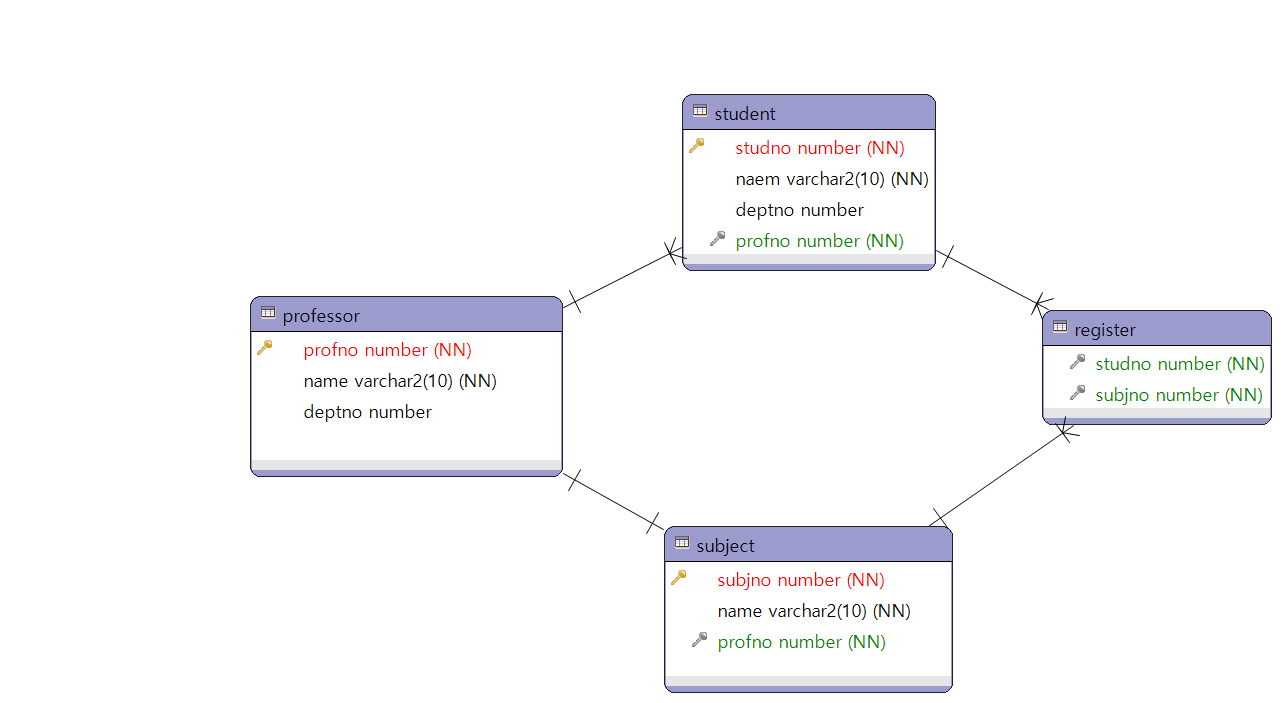 student
studno number (NN)
naem varchar2(10) (NN)
deptno number
profno number (NN)
professor
profno number (NN)
name varchar2(10) (NN)
deptno number
register
studno number (NN)
subjno number (NN)
subject
subjno number (NN)
name varchar2(10) (NN)
profno number (NN)